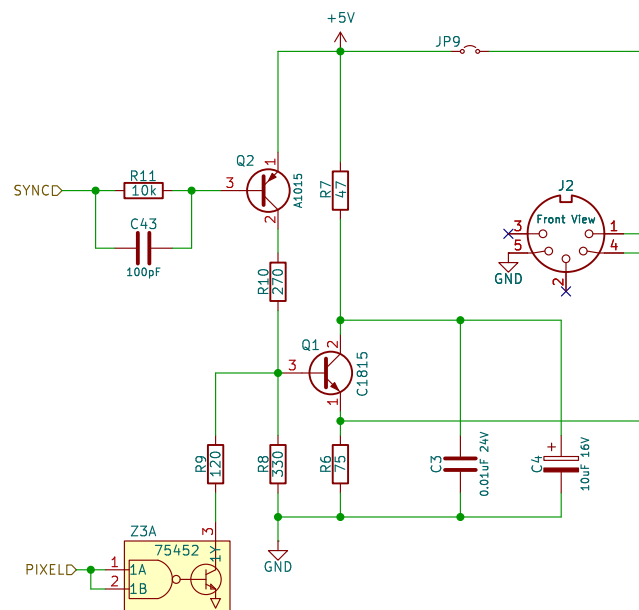 +5V
JP9
Q2
1
R11
10k
SYNC
3
A1015
2
R7
47
C43
100pF
J2
Front View
3
1
5
4
2
GND
R10
270
Q1
2
3
C1815
1
R9
120
R8
330
R6
75
C3
0.01uF 24V
C4
+
10uF 16V
3
Z3A
75452
1Y
GND
PIXEL
1
1A
2
1B